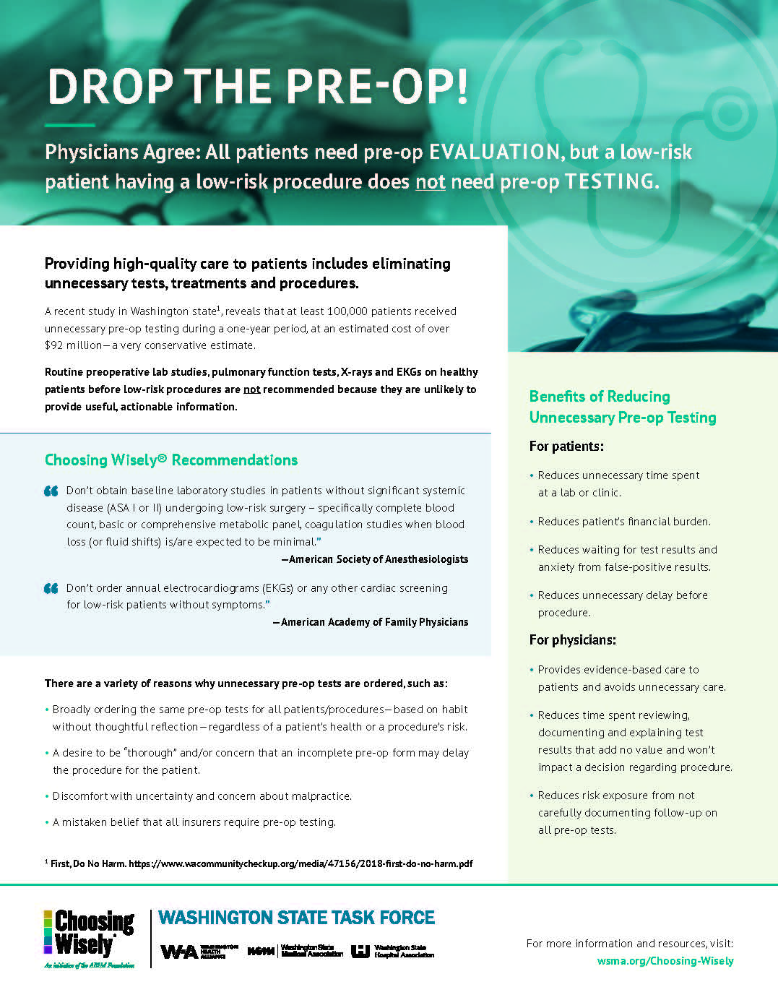 DROP THE PRE-OP!
Physicians Agree: All patients need pre-op EVALUATION, but a low-risk
patient having a low-risk procedure does not need pre-op TESTING.
Providing high-quality care to patients includes eliminating
unnecessary tests, treatments and procedures.
A recent study in Washington state¹, reveals that at least 100,000 patients received
unnecessary pre-op testing during a one-year period, at an estimated cost of over
$92 million—a very conservative estimate.
Routine preoperative lab studies, pulmonary function tests, X-rays and EKGs on healthy
patients before low-risk procedures are not recommended because they are unlikely to
provide useful, actionable information.
Choosing Wisely® Recommendations
“ Don’t obtain baseline laboratory studies in patients without significant systemic
disease (ASA I or II) undergoing low-risk surgery – specifically complete blood
count, basic or comprehensive metabolic panel, coagulation studies when blood
loss (or fluid shifts) is/are expected to be minimal.”
—American Society of Anesthesiologists
“ Don’t order annual electrocardiograms (EKGs) or any other cardiac screening
for low-risk patients without symptoms.”
—American Academy of Family Physicians
There are a variety of reasons why unnecessary pre-op tests are ordered, such as:
• Broadly ordering the same pre-op tests for all patients/procedures—based on habit
without thoughtful reflection—regardless of a patient’s health or a procedure’s risk.
• A desire to be “thorough” and/or concern that an incomplete pre-op form may delay
the procedure for the patient.
• Discomfort with uncertainty and concern about malpractice.
• A mistaken belief that all insurers require pre-op testing.
¹ First, Do No Harm. https://www.wacommunitycheckup.org/media/47156/2018-first-do-no-harm.pdf
Benefits of Reducing
Unnecessary Pre-op Testing
For patients:
• Reduces unnecessary time spent
at a lab or clinic.
• Reduces patient’s financial burden.
• Reduces waiting for test results and
anxiety from false-positive results.
• Reduces unnecessary delay before
procedure.
For physicians:
• Provides evidence-based care to
patients and avoids unnecessary care.
• Reduces time spent reviewing,
documenting and explaining test
results that add no value and won’t
impact a decision regarding procedure.
• Reduces risk exposure from not
carefully documenting follow-up on
all pre-op tests.
Choosing
Wisely®
An initiative of the ABIM Foundation
WASHINGTON STATE TASK FORCE
WHA WASHINGTON
HEALTH
ALLIANCE
Washington State
Medical Association
Washington State
Hospital Association
For more information and resources, visit:
wsma.org/Choosing-Wisely